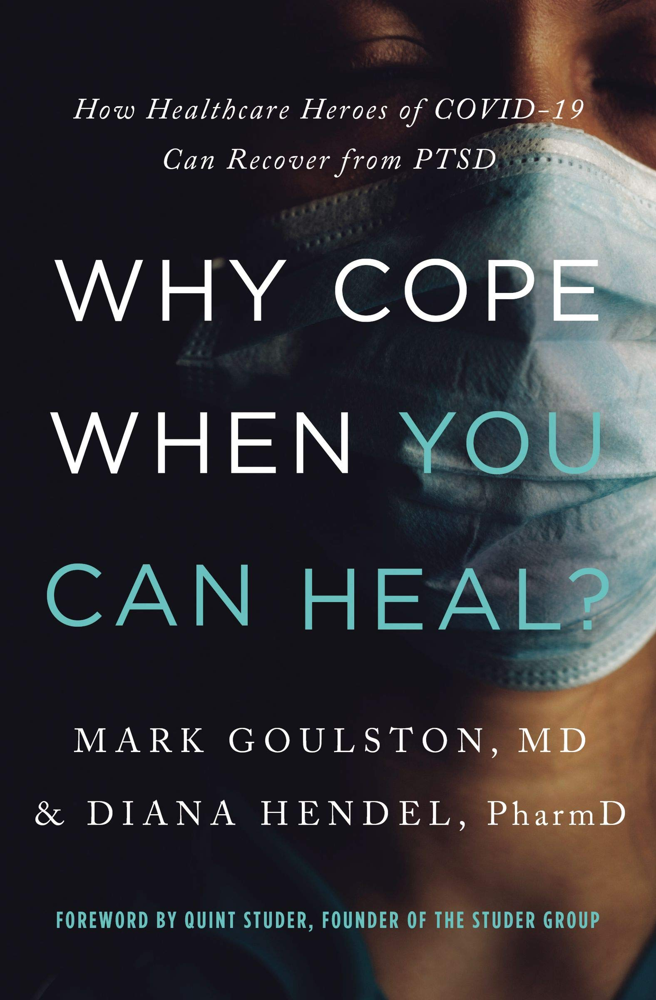 How Healthcare Heroes of COVID-19
Can Recover from PTSD
WHY COPE
WHEN YOU
CAN HEAL?
MARK GOULSTON, MD
& DIANA HENDEL, PharmD
FOREWORD BY QUINT STUDER, FOUNDER OF THE STUDER GROUP